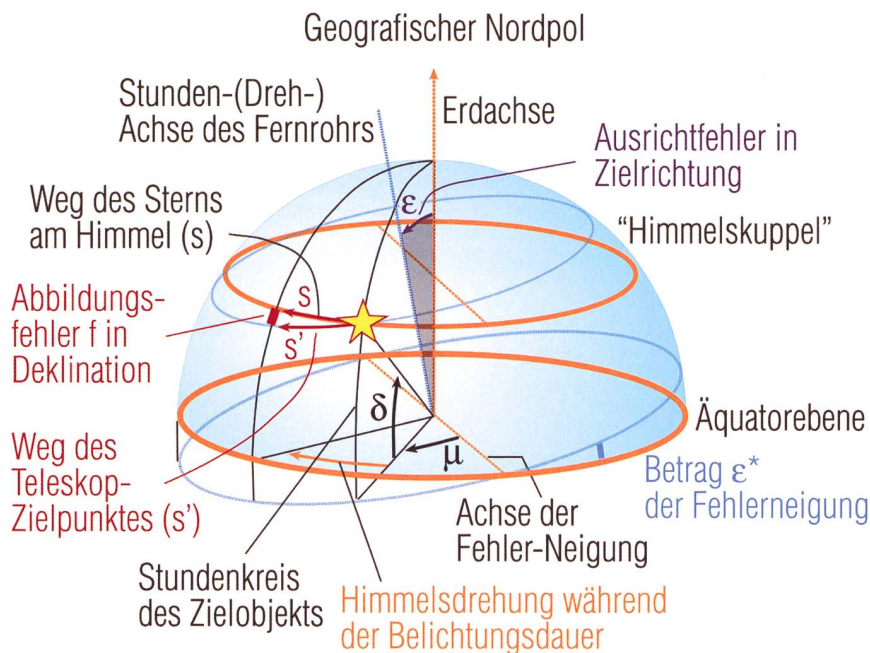 Geografischer Nordpol
Stunden-(Dreh-)
Achse des Fernrohrs
Erdachse
Ausrichtfehler in
Zielrichtung
Weg des Sterns
am Himmel (s)
ε
“Himmelskuppel”
Abbildungs-
fehler f in
Deklination
s
s'
δ
μ
Äquatorebene
Weg des
Teleskop-
Zielpunktes (s')
Betrag ε*
der Fehlerneigung
Achse der
Fehler-Neigung
Stundenkreis
des Zielobjekts
Himmelsdrehung während
der Belichtungsdauer